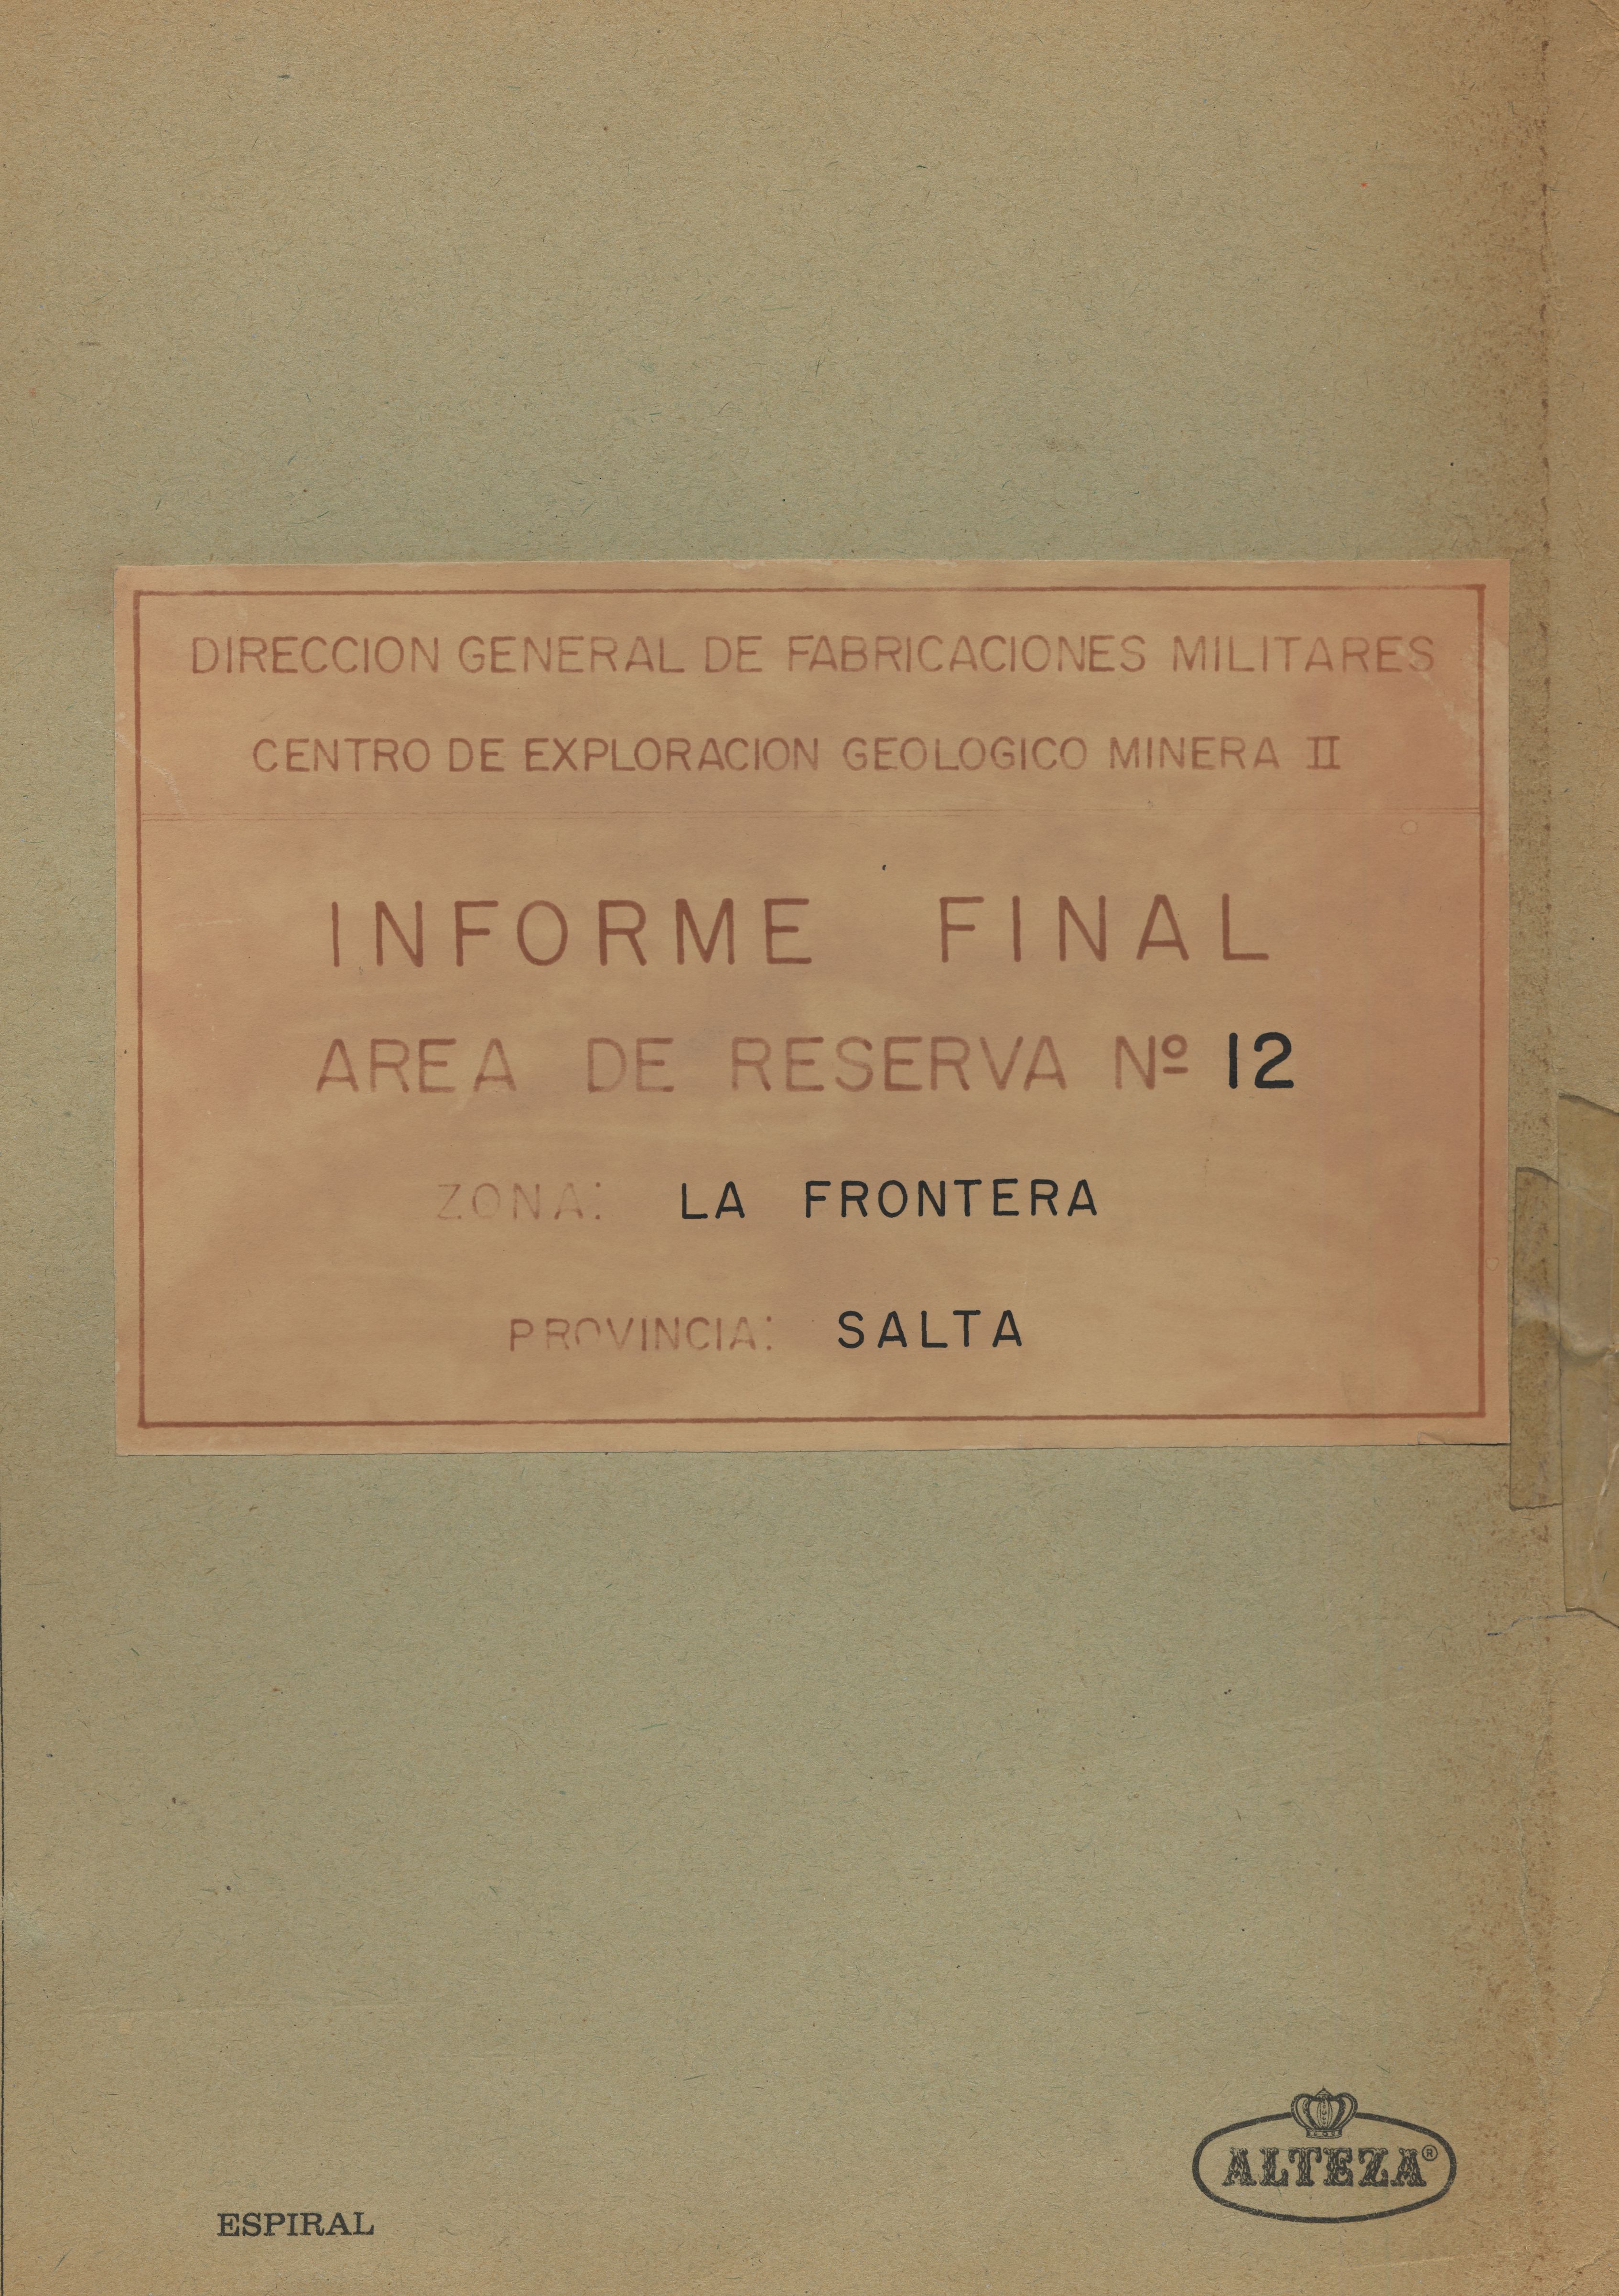 DIRECCION GENERAL DE FABRICACIONES MILITARES
CENTRO DE EXPLORACION GEOLOGICO MINERA II
INFORME FINAL
AREA DE RESERVA Nº 12
ZONA: LA FRONTERA
PROVINCIA: SALTA
ALTEZA®
ESPIRAL